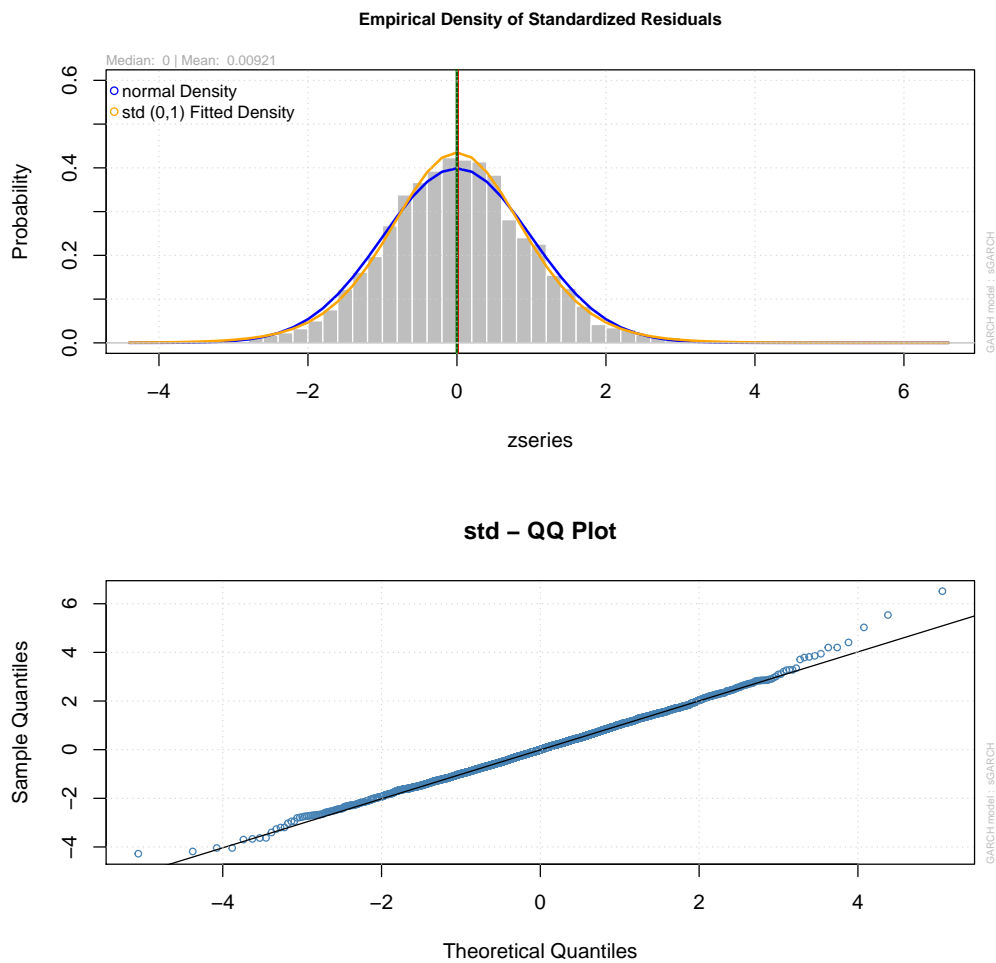 Empirical Density of Standardized Residuals
Median:  0 | Mean:  0.00921
normal Density
std (0,1) Fitted Density
Probability
0.0 0.2 0.4 0.6
−4 −2 0 2 4 6
zseries
GARCH model : sGARCH
std − QQ Plot
Sample Quantiles
−4 −2 0 2 4 6
−4 −2 0 2 4
Theoretical Quantiles
GARCH model : sGARCH